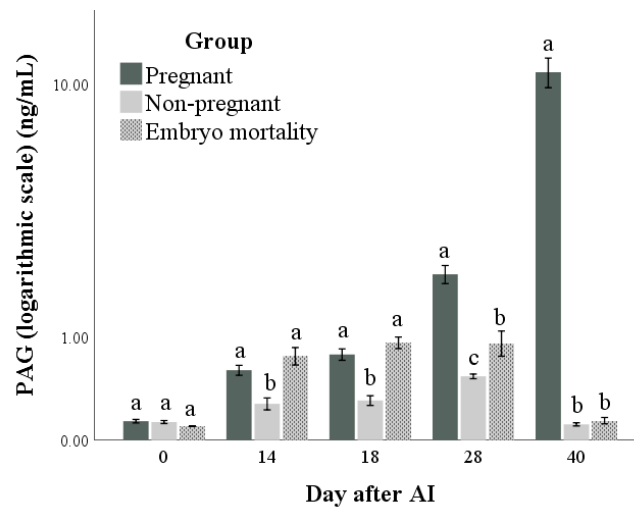 Group
Pregnant
Non-pregnant
Embryo mortality
PAG (logarithmic scale) (ng/mL)
10.00
1.00
0.00
a a a
a b a
a b a
a c b
a b b
0 14 18 28 40
Day after AI